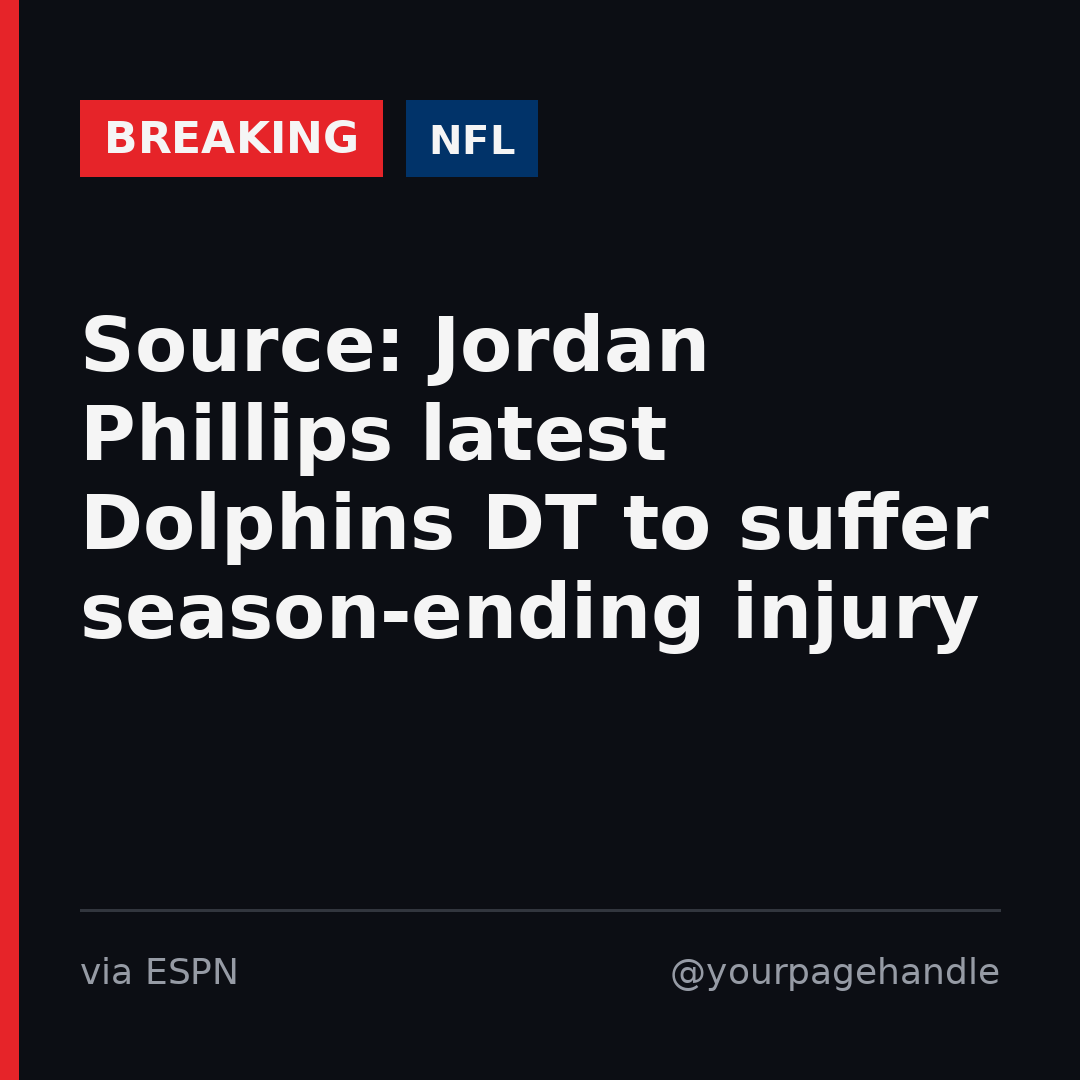 BREAKING NFL
Source: Jordan
Phillips latest
Dolphins DT to suffer
season-ending injury
via ESPN @yourpagehandle